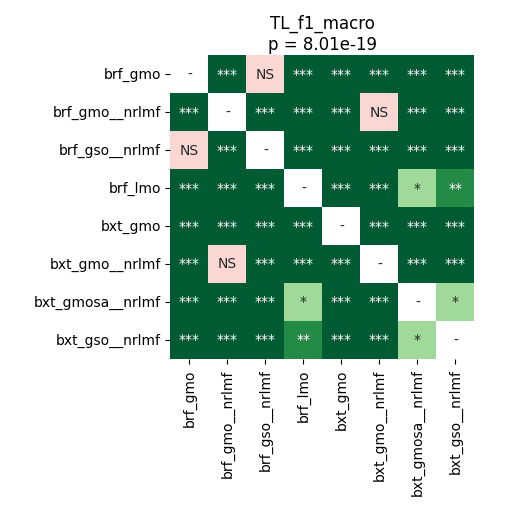 TL_f1_macro
p = 8.01e-19
brf_gmo - *** NS *** *** *** *** ***
brf_gmo__nrlmf *** - *** *** *** NS *** ***
brf_gso__nrlmf NS *** - *** *** *** *** ***
brf_lmo *** *** *** - *** *** * **
bxt_gmo *** *** *** *** - *** *** ***
bxt_gmo__nrlmf *** NS *** *** *** - *** ***
bxt_gmosa__nrlmf *** *** *** * *** *** - *
bxt_gso__nrlmf *** *** *** ** *** *** * -
brf_gmo
brf_gmo__nrlmf
brf_gso__nrlmf
brf_lmo
bxt_gmo
bxt_gmo__nrlmf
bxt_gmosa__nrlmf
bxt_gso__nrlmf